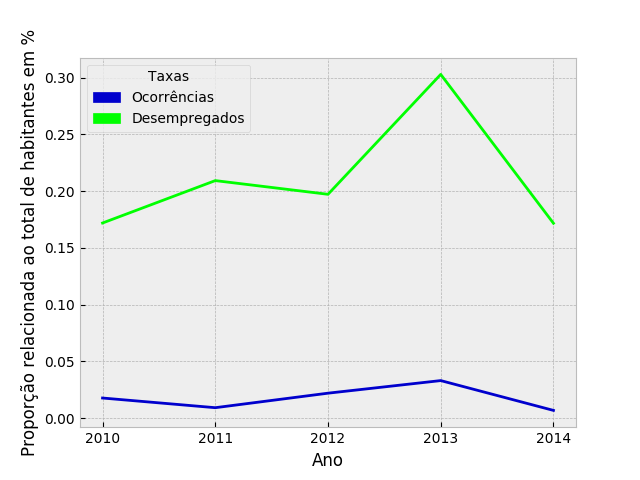 Proporção relacionada ao total de habitantes em %
0.30
0.25
0.20
0.15
0.10
0.05
0.00
Taxas
Ocorrências
Desempregados
2010 2011 2012 2013 2014
Ano